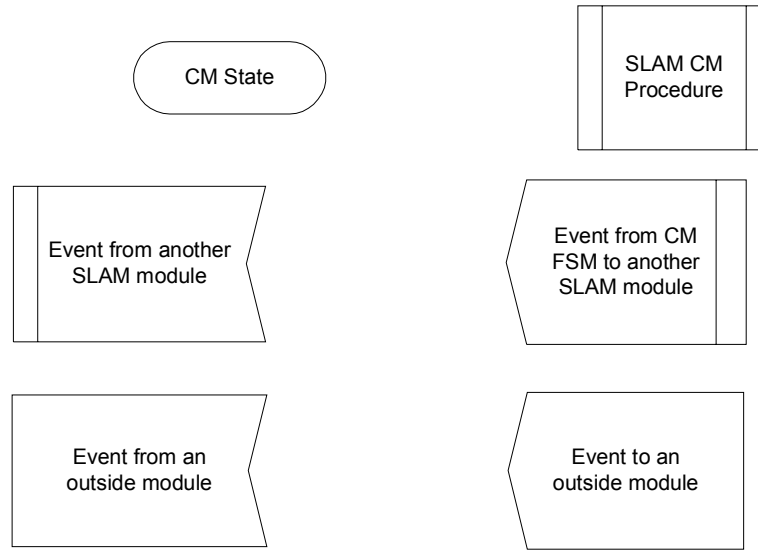 CM State
SLAM CM
Procedure
Event from another
SLAM module
Event from CM
FSM to another
SLAM module
Event from an
outside module
Event to an
outside module